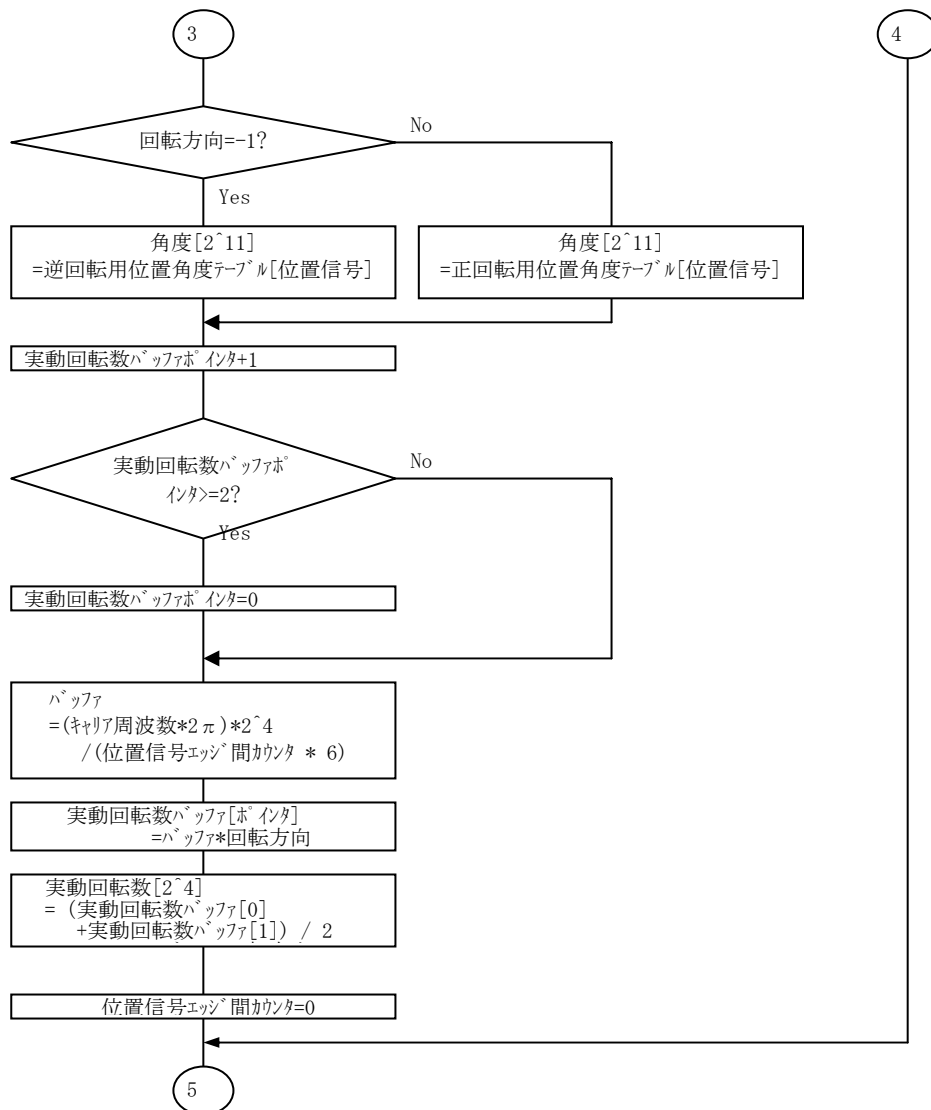 3
4
回転方向=-1?
No
Yes
角度[2^11]
=逆回転用位置角度ﾃｰﾌﾞﾙ[位置信号]
角度[2^11]
=正回転用位置角度ﾃｰﾌﾞﾙ[位置信号]
実動回転数ﾊﾞｯﾌｧﾎﾟｲﾝﾀ+1
実動回転数ﾊﾞｯﾌｧﾎﾟ
ｲﾝﾀ>=2?
No
Yes
実動回転数ﾊﾞｯﾌｧﾎﾟｲﾝﾀ=0
ﾊﾞｯﾌｧ
=(ｷｬﾘｱ周波数*2π)*2^4
/(位置信号ｴｯｼﾞ間ｶｳﾝﾀ * 6)
実動回転数ﾊﾞｯﾌｧ[ﾎﾟｲﾝﾀ]
=ﾊﾞｯﾌｧ*回転方向
実動回転数[2^4]
= (実動回転数ﾊﾞｯﾌｧ[0]
+実動回転数ﾊﾞｯﾌｧ[1]) / 2
位置信号ｴｯｼﾞ間ｶｳﾝﾀ=0
5